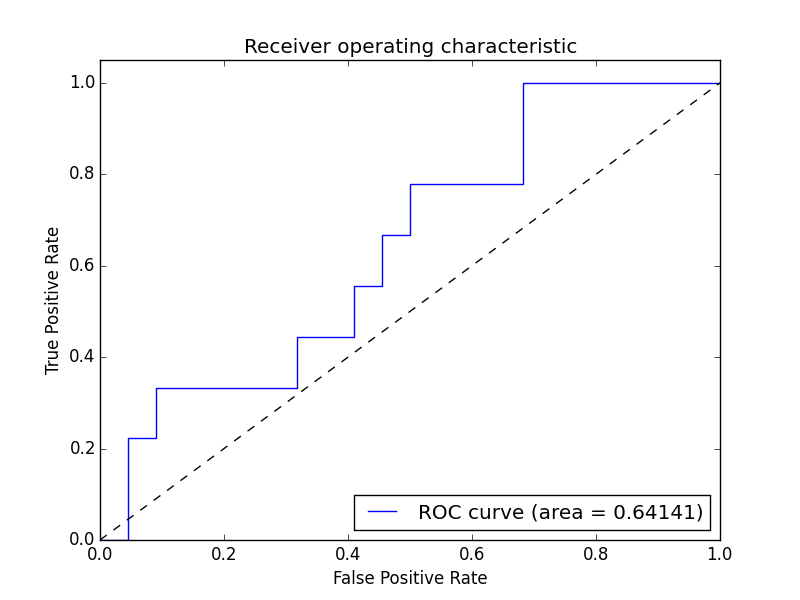 Receiver operating characteristic
1.0
0.8
0.6
0.4
0.2
0.0
True Positive Rate
0.0 0.2 0.4 0.6 0.8 1.0
False Positive Rate
ROC curve (area = 0.64141)